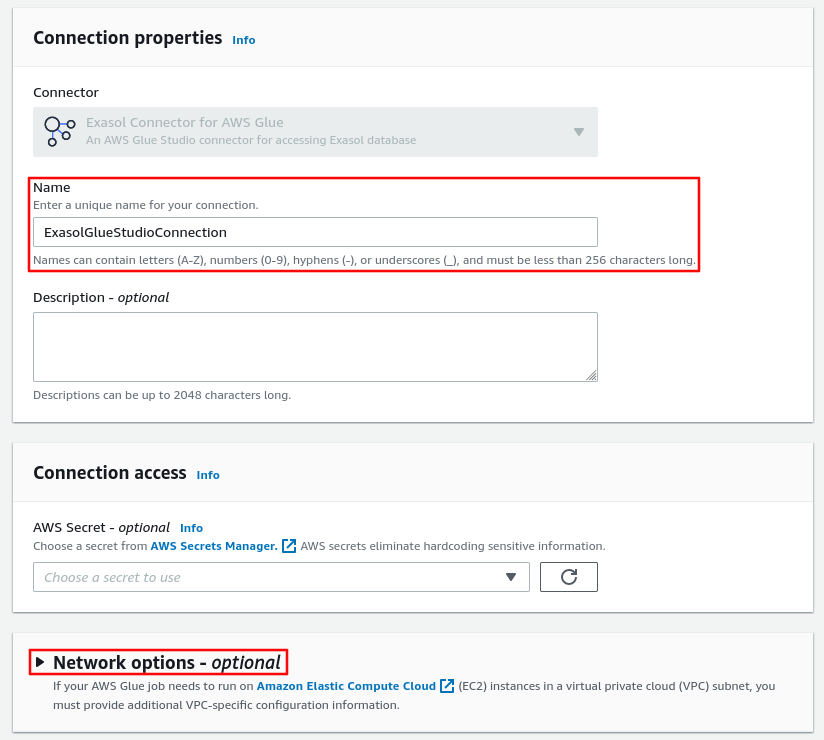 Connection properties Info
Connector
Exasol Connector for AWS Glue
An AWS Glue Studio connector for accessing Exasol database
Name
Enter a unique name for your connection.
ExasolGlueStudioConnection
Names can contain letters (A-Z), numbers (0-9), hyphens (-), or underscores (_), and must be less than 256 characters long.
Description - optional
Descriptions can be up to 2048 characters long.
Connection access Info
AWS Secret - optional Info
Choose a secret from AWS Secrets Manager. AWS secrets eliminate hardcoding sensitive information.
Choose a secret to use
Network options - optional
If your AWS Glue job needs to run on Amazon Elastic Compute Cloud (EC2) instances in a virtual private cloud (VPC) subnet, you
must provide additional VPC-specific configuration information.